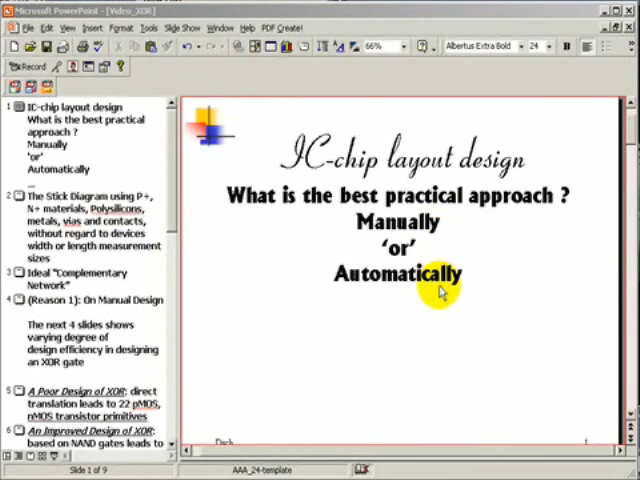 Microsoft PowerPoint - [Video_XOR]
File Edit View Insert Format Tools Slide Show Window Help PDF Create!
66% Albertus Extra Bold 24 B
Record
1 IC-chip layout design
What is the best practical
approach ?
Manually
'or'
Automatically
2 The Stick Diagram using P+,
N+ materials, Polysilicons,
metals, vias and contacts,
without regard to devices
width or length measurement
sizes
3 Ideal "Complementary
Network"
4 (Reason 1): On Manual Design
The next 4 slides shows
varying degree of
design efficiency in designing
an XOR gate
5 A Poor Design of XOR: direct
translation leads to 22 pMOS,
nMOS transistor primitives
6 An Improved Design of XOR:
based on NAND gates leads to
IC-chip layout design
What is the best practical approach ?
Manually
‘or’
Automatically
1
Slide 1 of 9 AAA_24-template